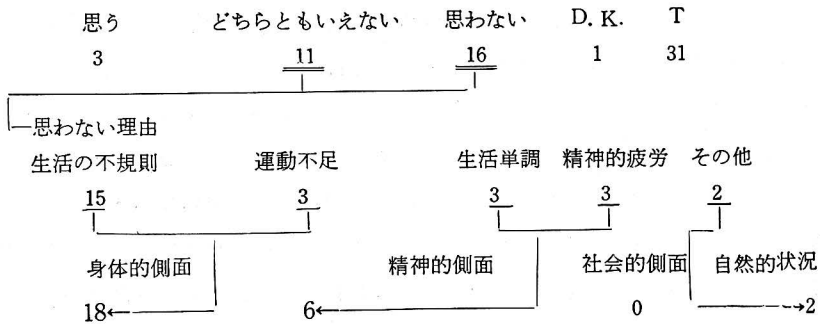 思う どちらともいえない 思わない D. K. T
3 11 16 1 31
思わない理由
生活の不規則 運動不足 生活単調 精神的疲労 その他
15 3 3 3 2
身体的側面 精神的側面 社会的側面 自然的状況
18 6 0 2